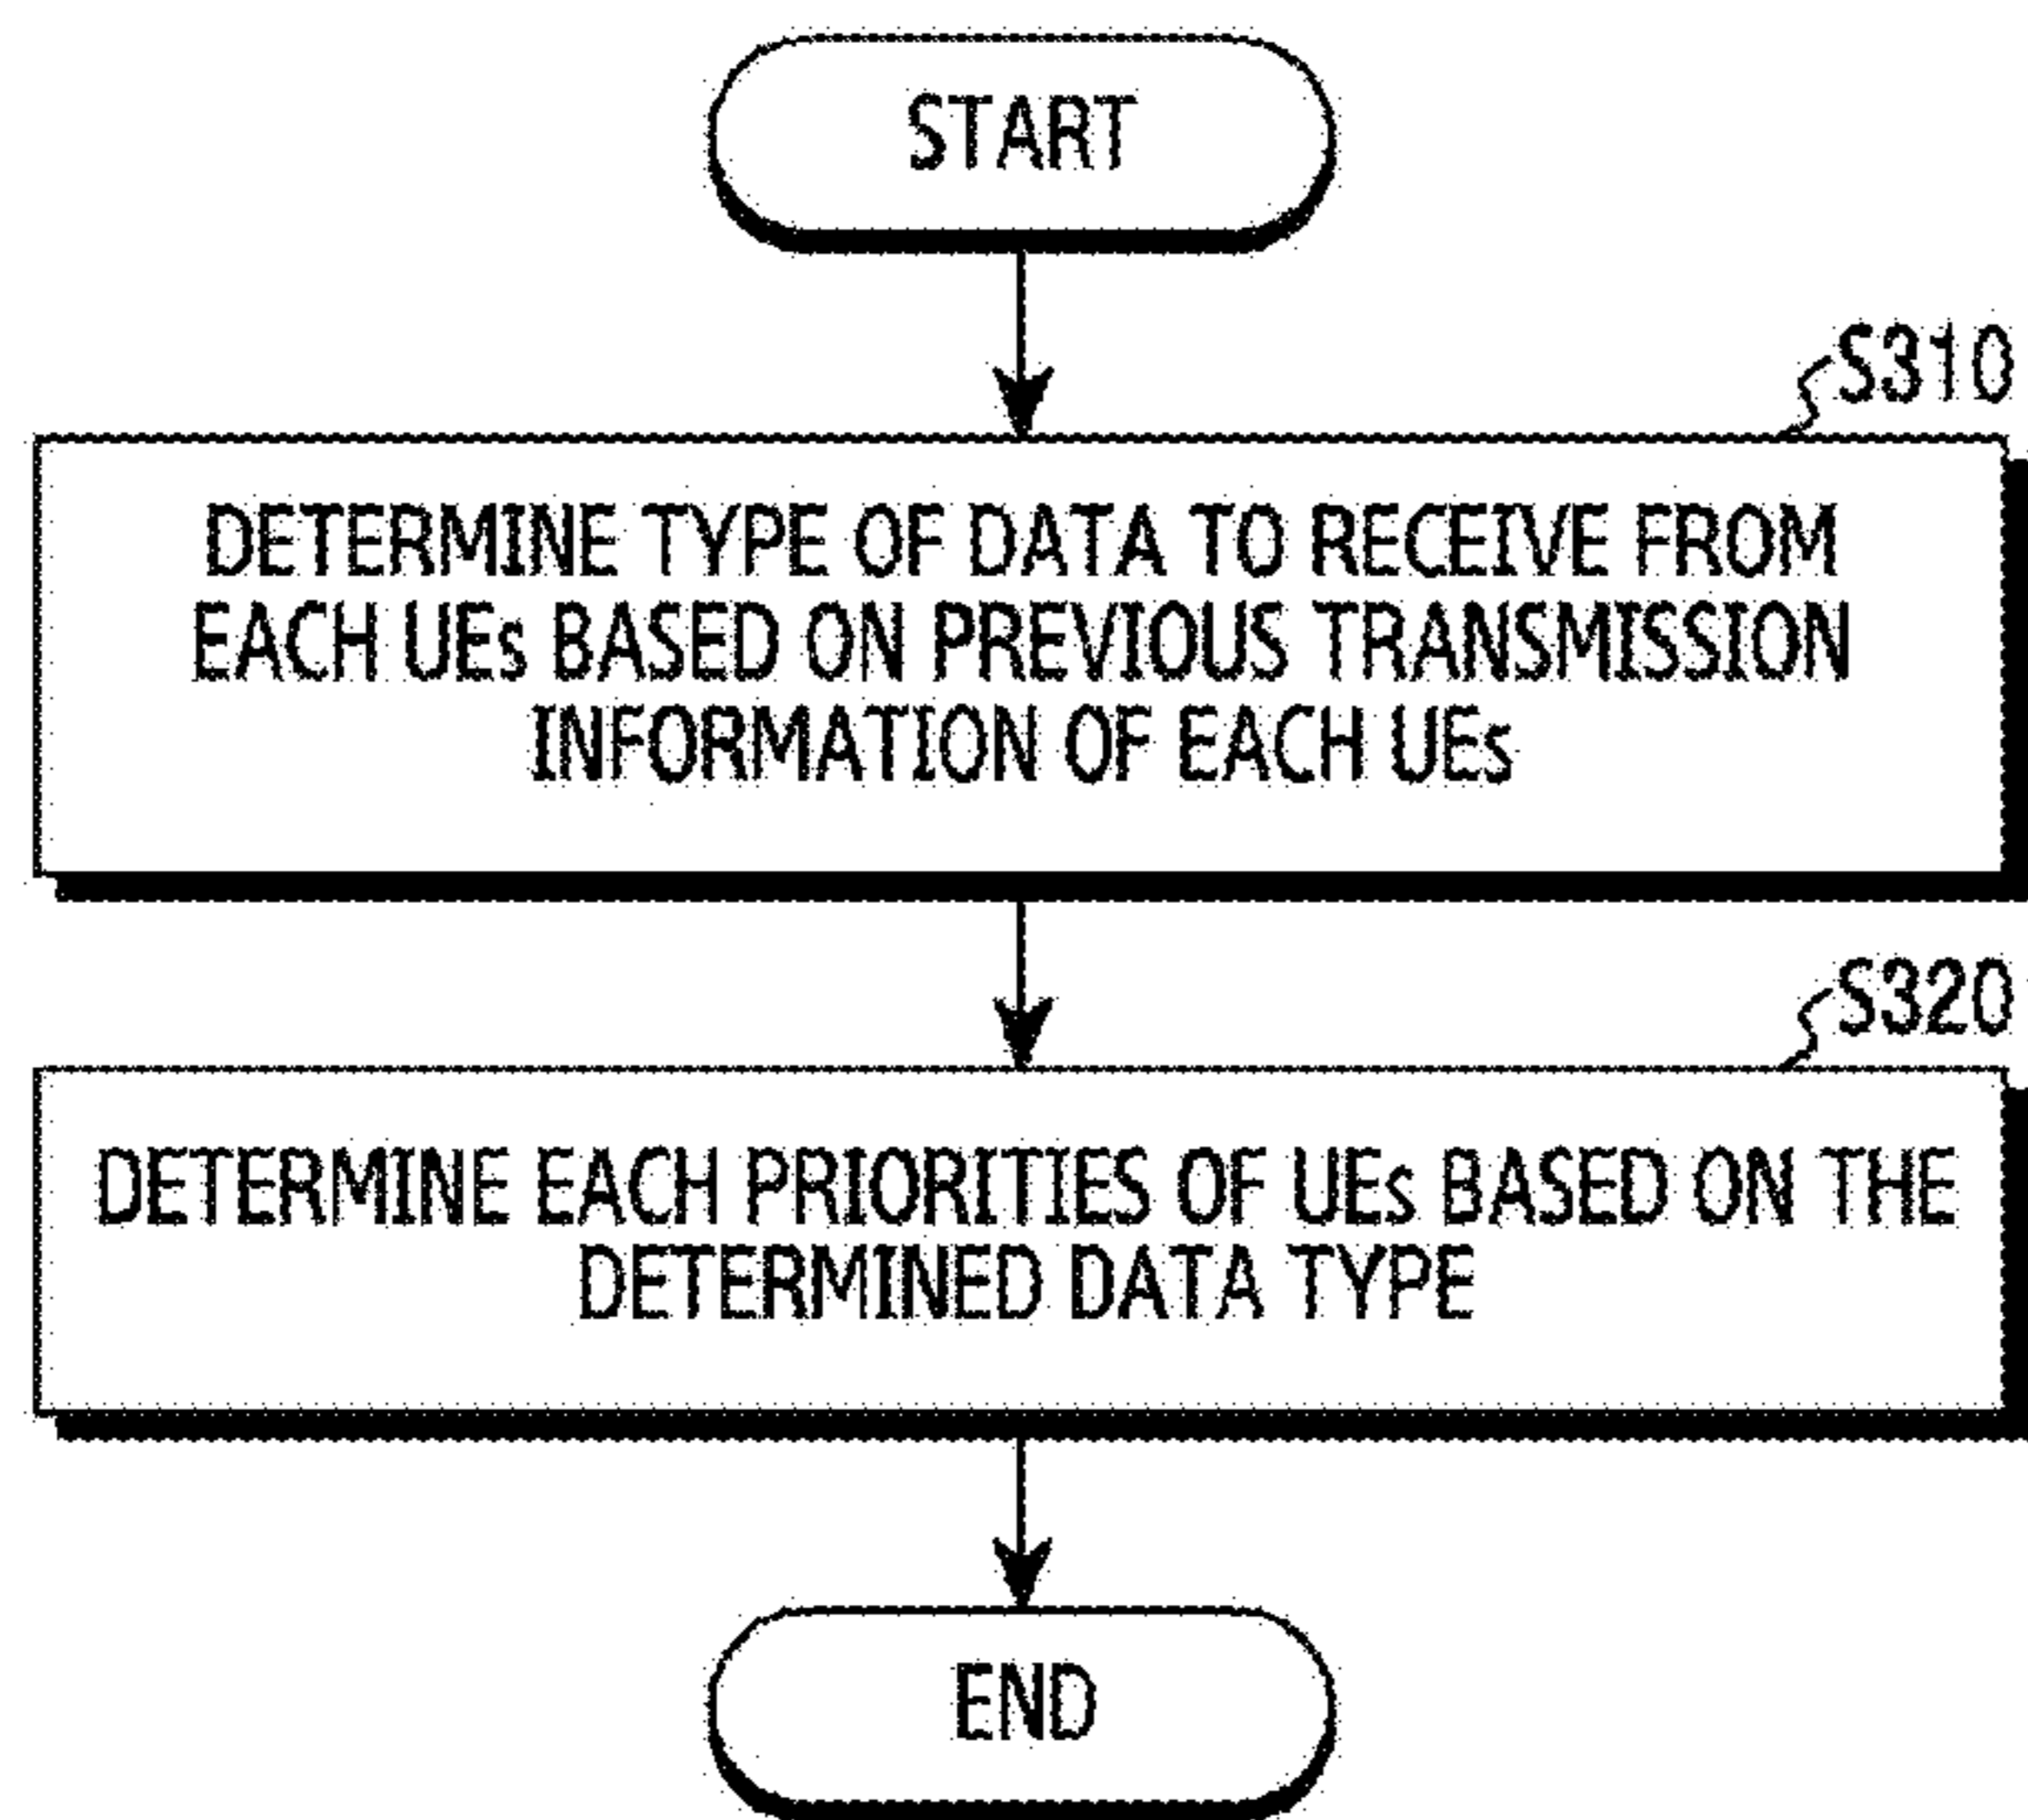 START
S310
DETERMINE TYPE OF DATA TO RECEIVE FROM
EACH UEs BASED ON PREVIOUS TRANSMISSION
INFORMATION OF EACH UEs
S320
DETERMINE EACH PRIORITIES OF UEs BASED ON THE
DETERMINED DATA TYPE
END